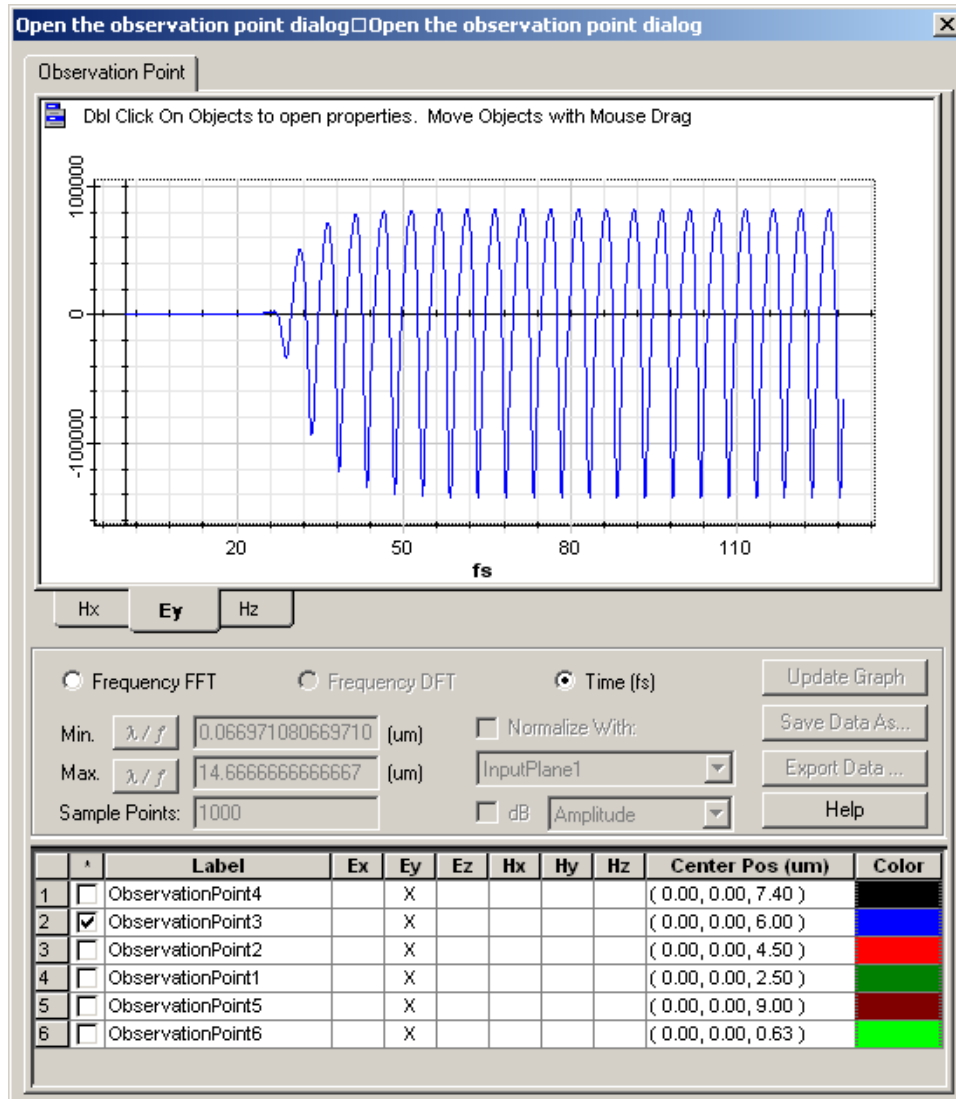 Open the observation point dialog□Open the observation point dialog
Observation Point
Dbl Click On Objects to open properties. Move Objects with Mouse Drag
100000
0
-100000
20 50 80 110
fs
Hx Ey Hz
Frequency FFT Frequency DFT Time (fs) Update Graph
Min. λ/f 0.066971080669710 (um) Normalize With: Save Data As...
Max. λ/f 14.6666666666667 (um) InputPlane1 Export Data ...
Sample Points: 1000 dB Amplitude Help
* Label Ex Ey Ez Hx Hy Hz Center Pos (um) Color
1 ObservationPoint4 X ( 0.00, 0.00, 7.40 )
2 ObservationPoint3 X ( 0.00, 0.00, 6.00 )
3 ObservationPoint2 X ( 0.00, 0.00, 4.50 )
4 ObservationPoint1 X ( 0.00, 0.00, 2.50 )
5 ObservationPoint5 X ( 0.00, 0.00, 9.00 )
6 ObservationPoint6 X ( 0.00, 0.00, 0.63 )